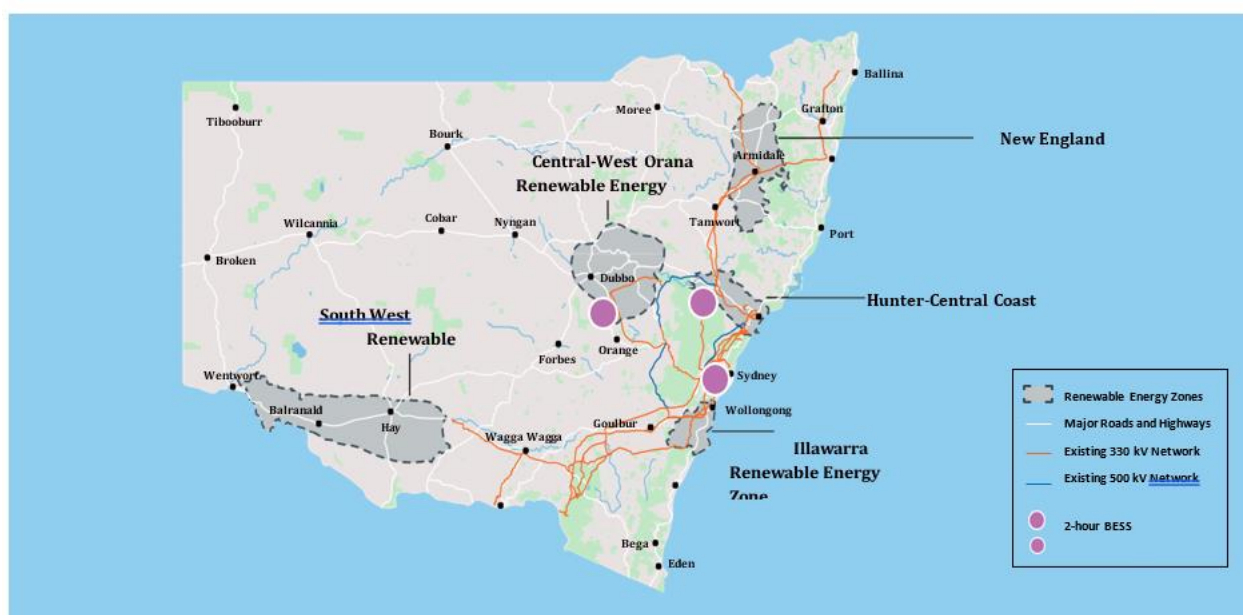 Ballina
Tibooburr
Moree
Grafton
Bourk
New England
Central-West Orana
Renewable Energy
Armidale
Wilcannia
Cobar
Nyngan
Tamwort
Port
Broken
Dubbo
Hunter-Central Coast
South West
Renewable
Orange
Forbes
Wentwort
Sydney
Balranald
Hay
Wollongong
Goulbur
Wagga Wagga
Illawarra
Renewable Energy
Zone
Bega
Eden
Renewable Energy Zones
Major Roads and Highways
Existing 330 kV Network
Existing 500 kV Network
2-hour BESS